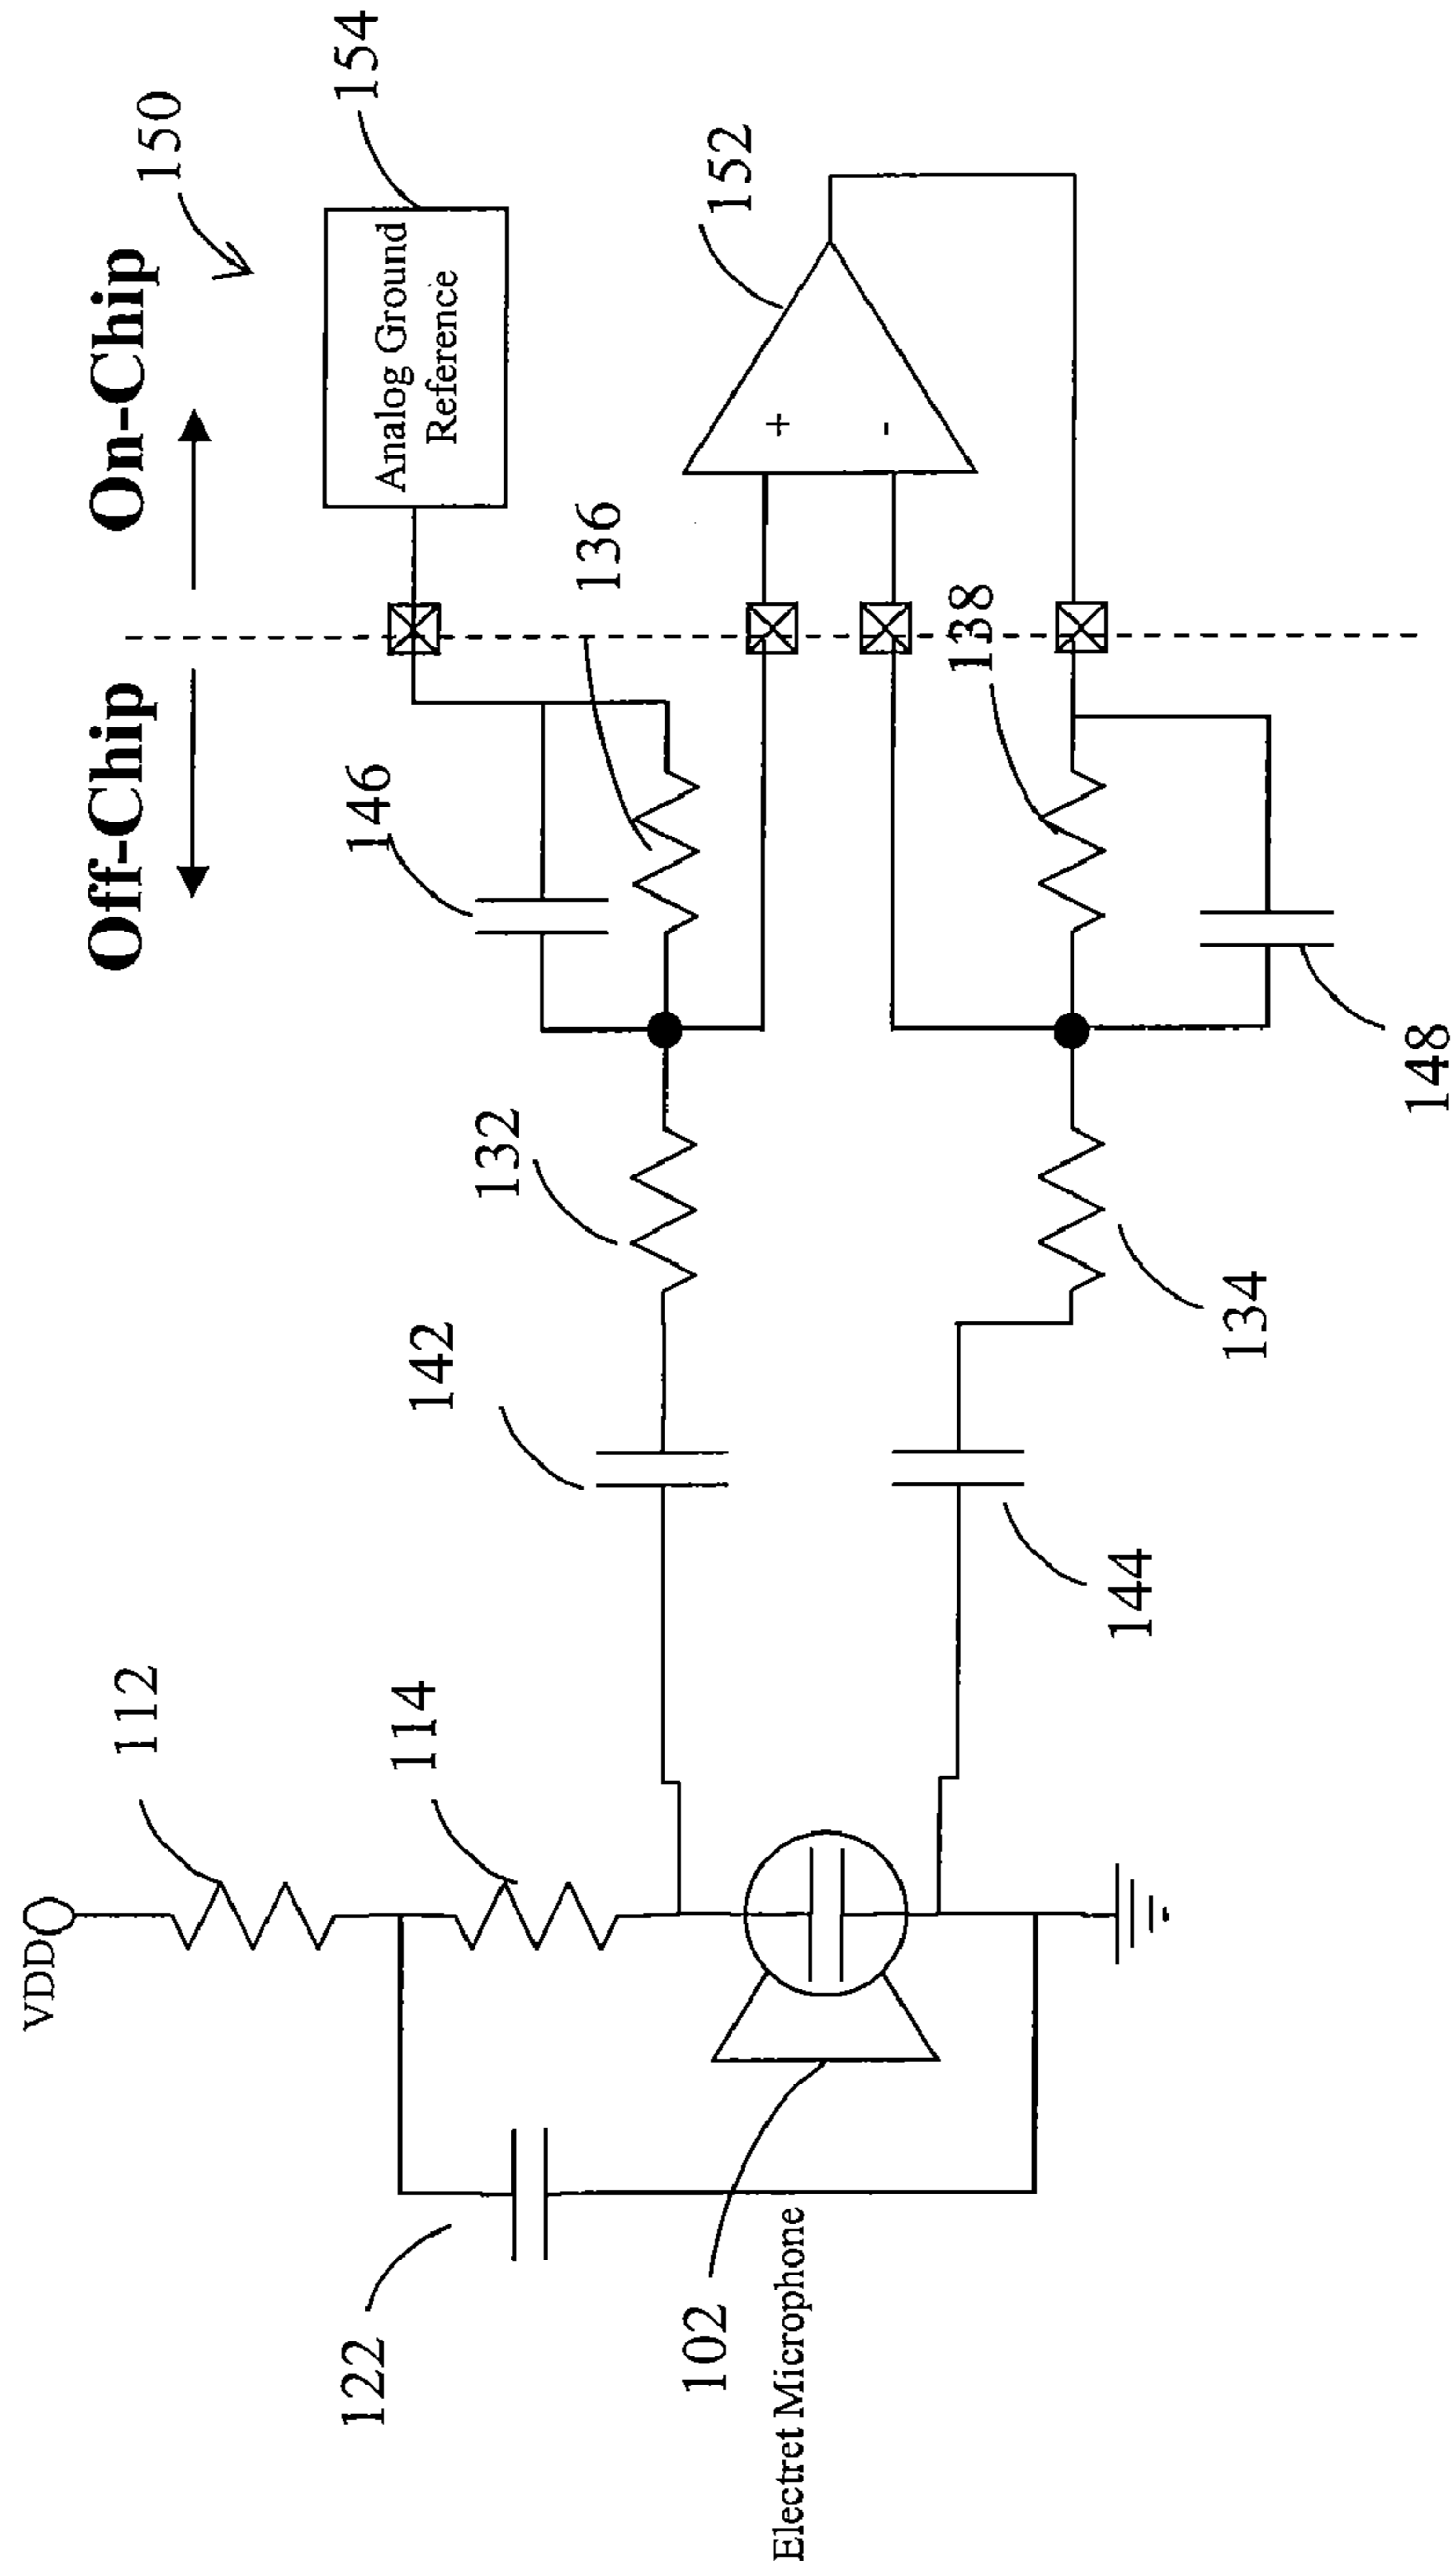 Off-Chip
On-Chip
150
154
Analog Ground
Reference
VDD
112
146
136
122
114
142
132
152
+
-
102
Electret Microphone
138
144
134
148